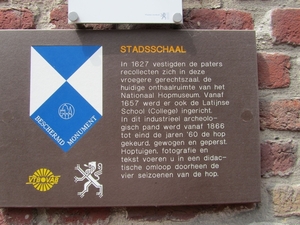 STADSSCHAAL
In 1627 vestigden de paters
recollecten zich in deze
vroegere gerechtszaal, de
huidige onthaalruimte van het
Nationaal Hopmuseum. Vanaf
1657 werd er ook de Latijnse
School (College) ingericht.
In dit industrieel archeolo-
gisch pand werd vanaf 1866
tot eind de jaren '60 de hop
gekeurd, gewogen en geperst.
Hoptuigen, fotografie en
tekst voeren u in een didac-
tische omloop doorheen de
vier seizoenen van de hop.
BESCHERMD MONUMENT
VTBOVAB